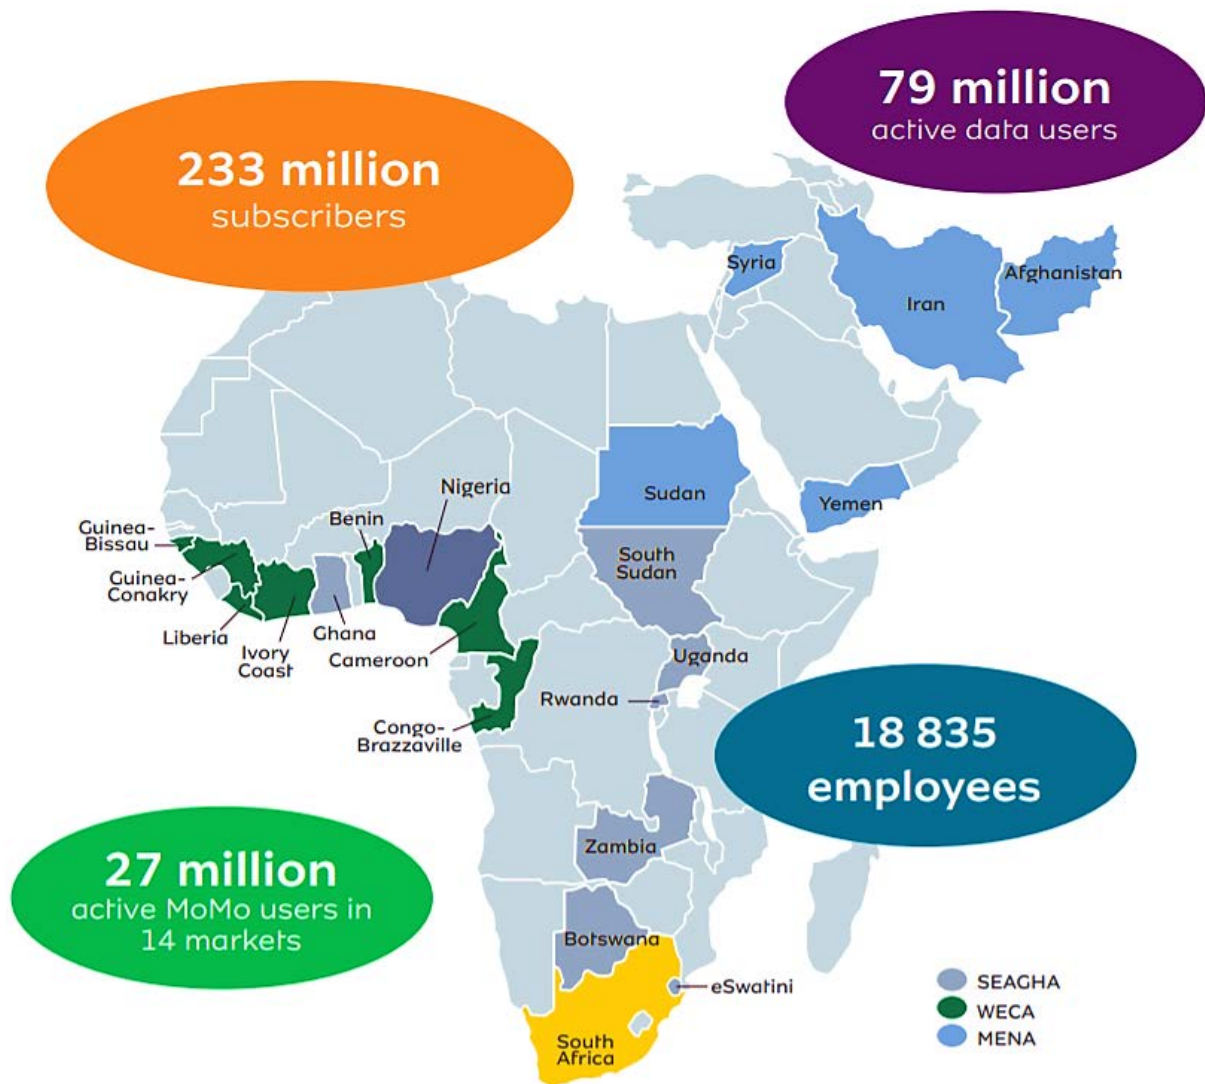 79 million
active data users
233 million
subscribers
Syria
Afghanistan
Iran
Nigeria
Sudan
Yemen
Benin
Guinea-
Bissau
South
Sudan
Guinea-
Conakry
Liberia
Ghana
Ivory
Coast
Cameroon
Uganda
Rwanda
Congo-
Brazzaville
18 835
employees
27 million
active MoMo users in
14 markets
Zambia
Botswana
eSwatini
South
Africa
SEAGHA
WECA
MENA